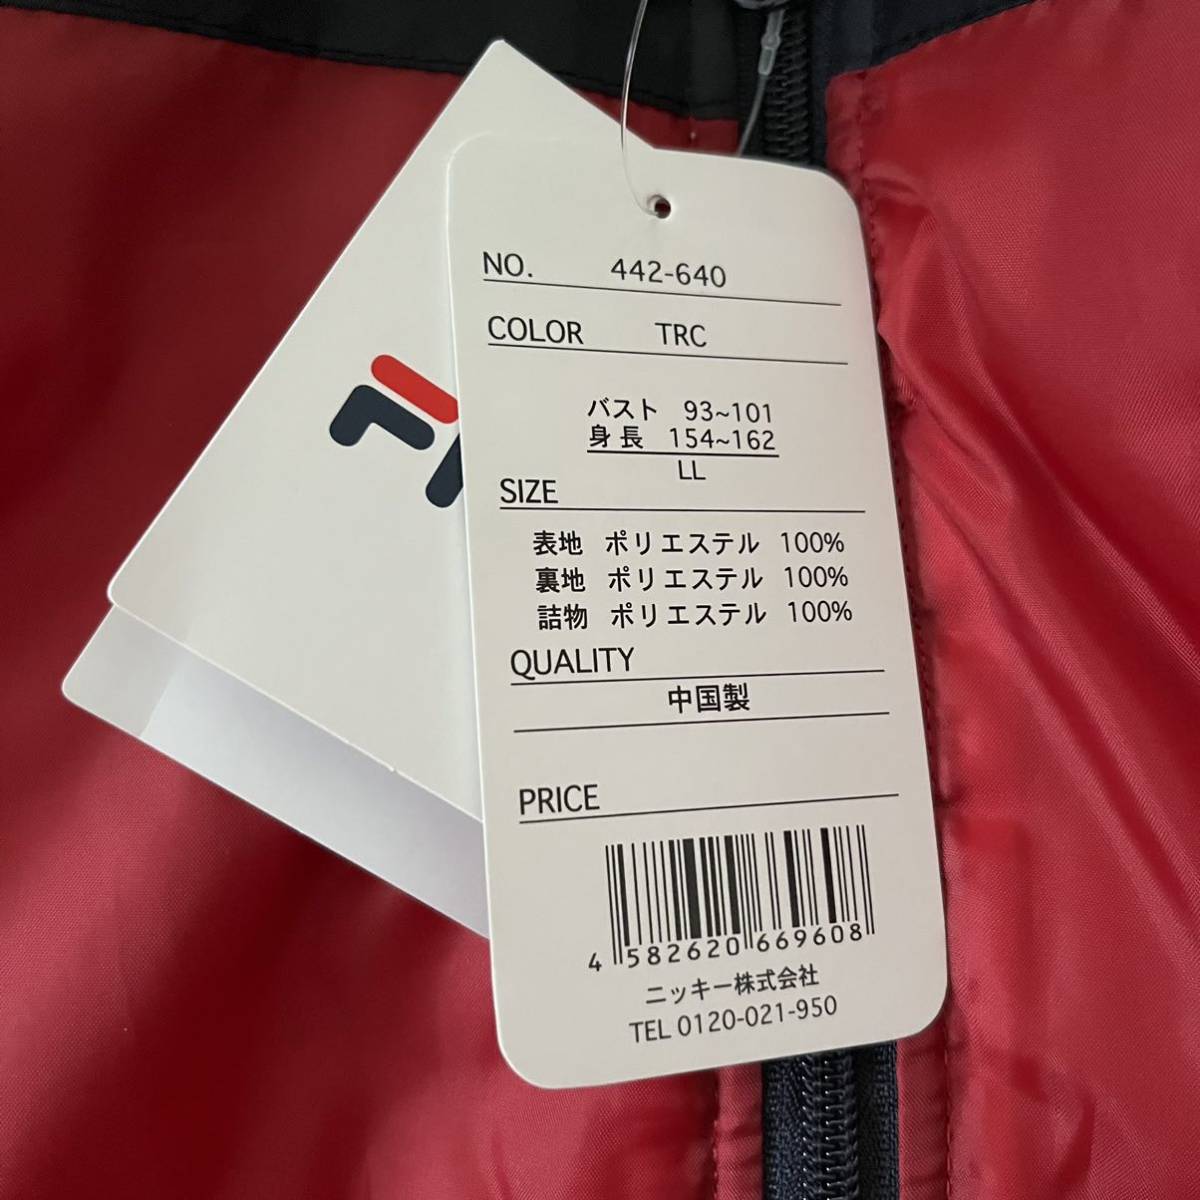 NO. 442-640
COLOR TRC
バスト 93~101
身長 154~162
LL
SIZE
表地 ポリエステル 100%
裏地 ポリエステル 100%
詰物 ポリエステル 100%
QUALITY
中国製
PRICE
4 582620 669608
ニッキー株式会社
TEL 0120-021-950